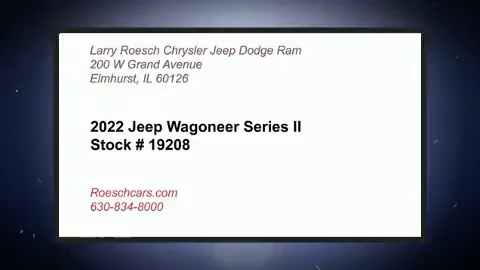 Larry Roesch Chrysler Jeep Dodge Ram
200 W Grand Avenue
Elmhurst, IL 60126
2022 Jeep Wagoneer Series II
Stock # 19208
Roeschcars.com
630-834-8000